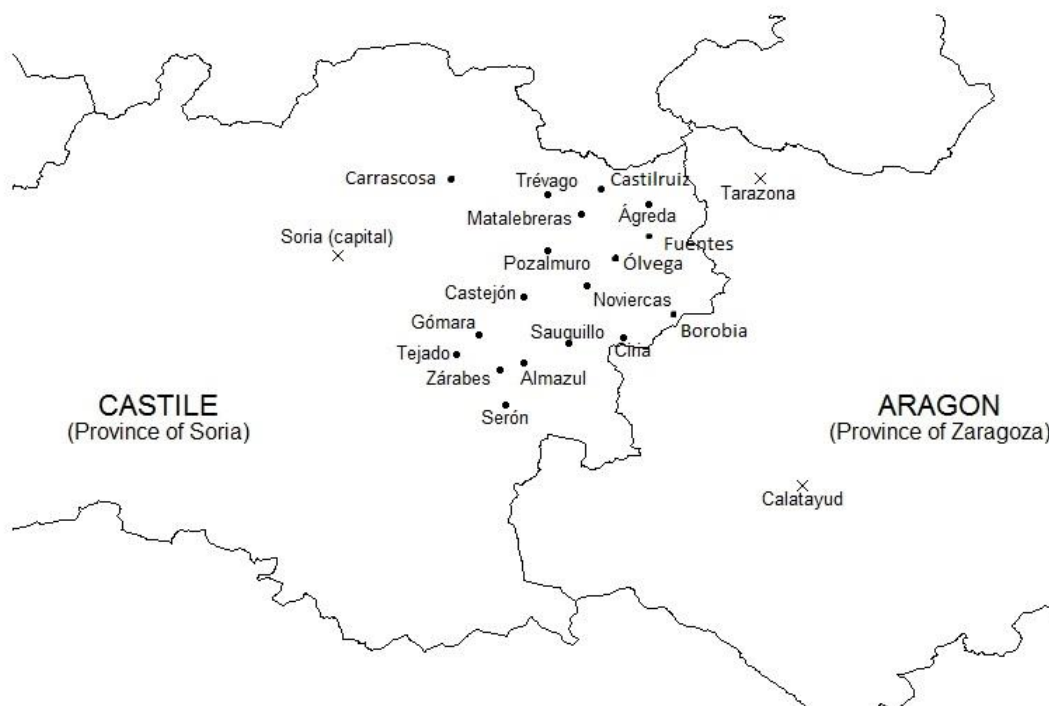 Carrascosa
Trévago
Castilruiz
Tarazona
Matalebreras
Ágreda
Soria (capital)
Fuentes
Pozalmuro
Ólvega
Castejón
Noviercas
Gómara
Sauquillo
Borobia
Tejado
Ciria
Zárabes
Almazul
CASTILE
(Province of Soria)
Serón
ARAGON
(Province of Zaragoza)
Calatayud